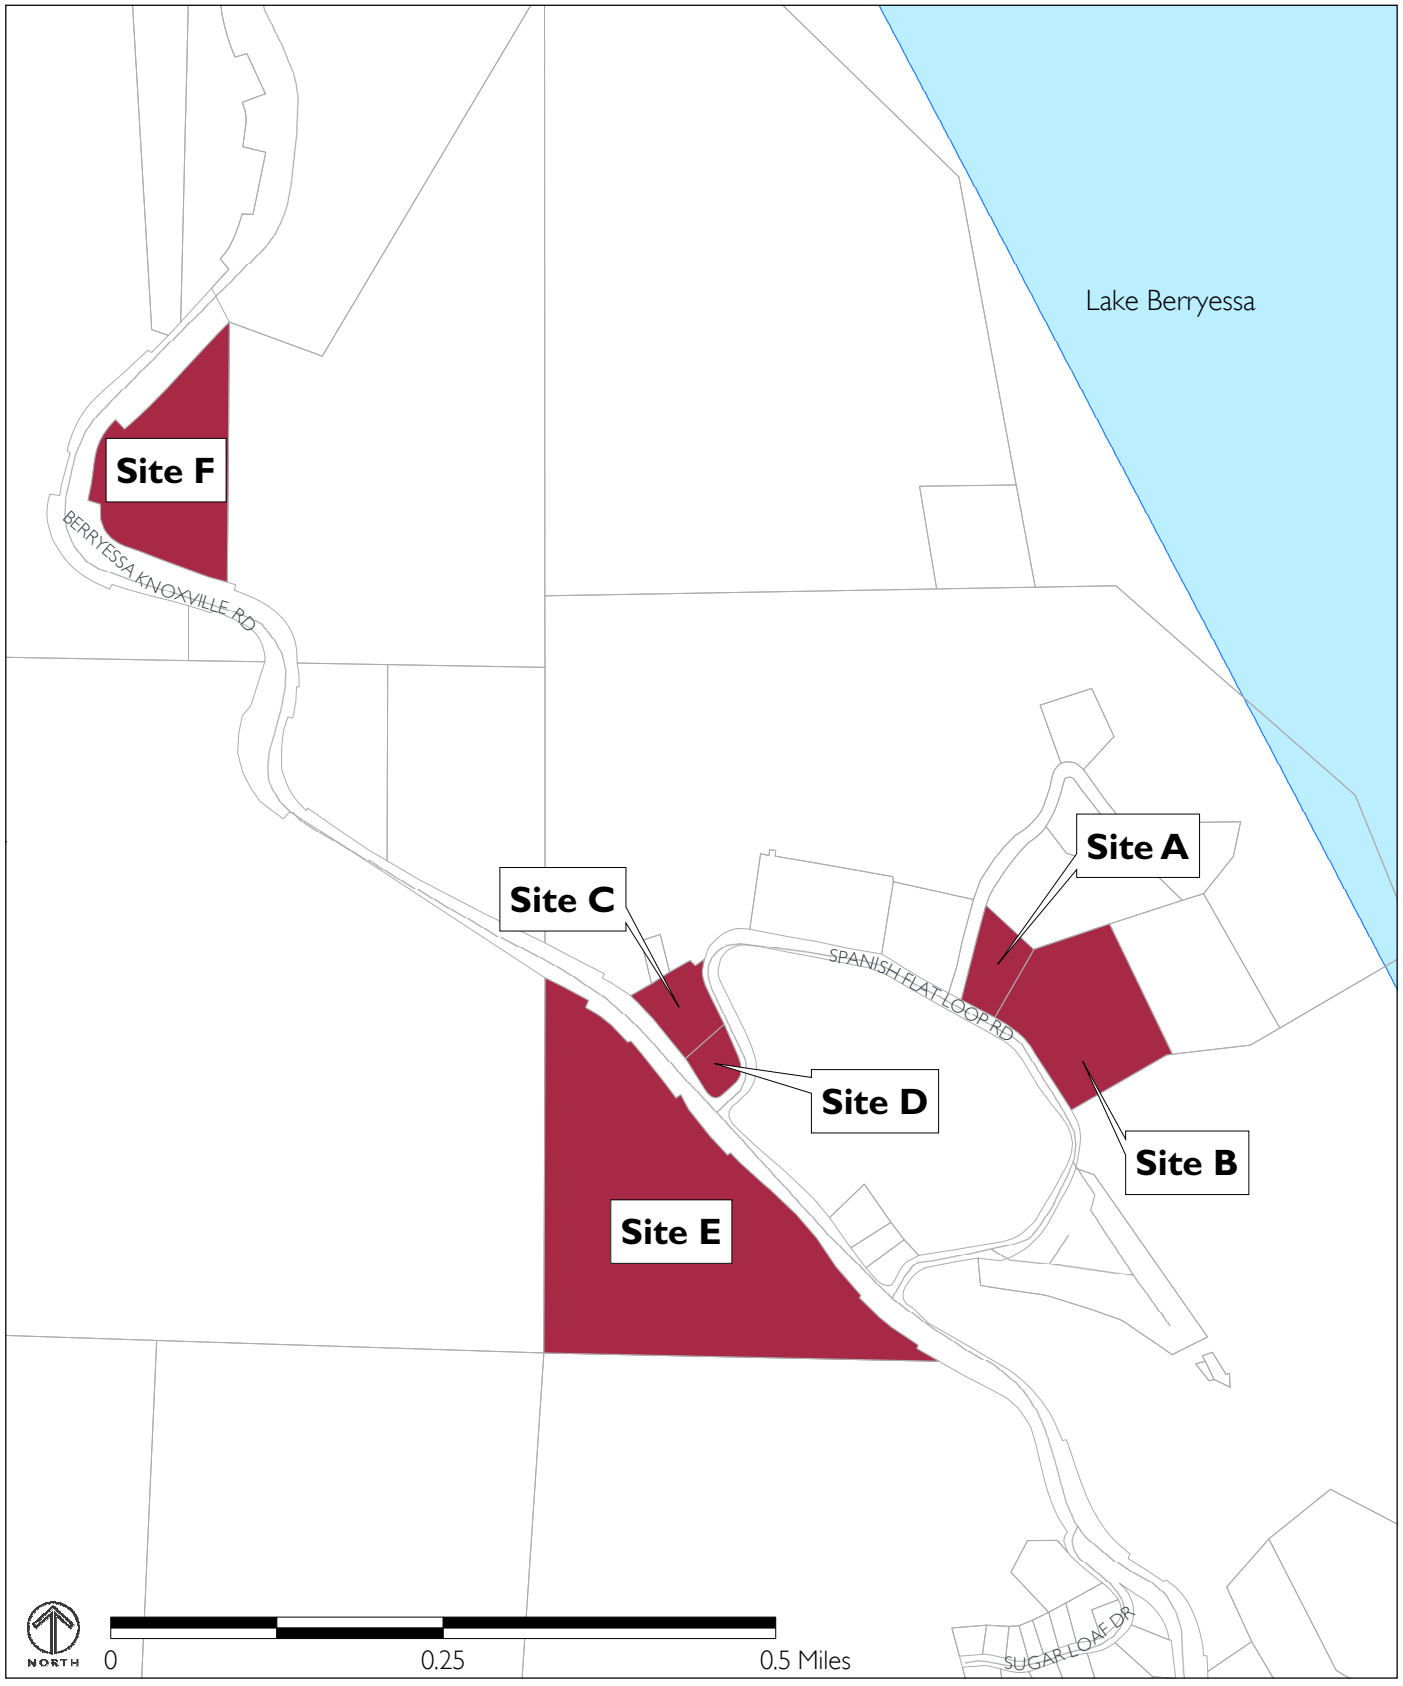 Lake Berryessa
Site F
BERRYESSA KNOXVILLE RD
Site A
Site C
SPANISH FLAT LOOP RD
Site D
Site B
Site E
SUGAR LOAF DR
NORTH
0
0.25
0.5 Miles